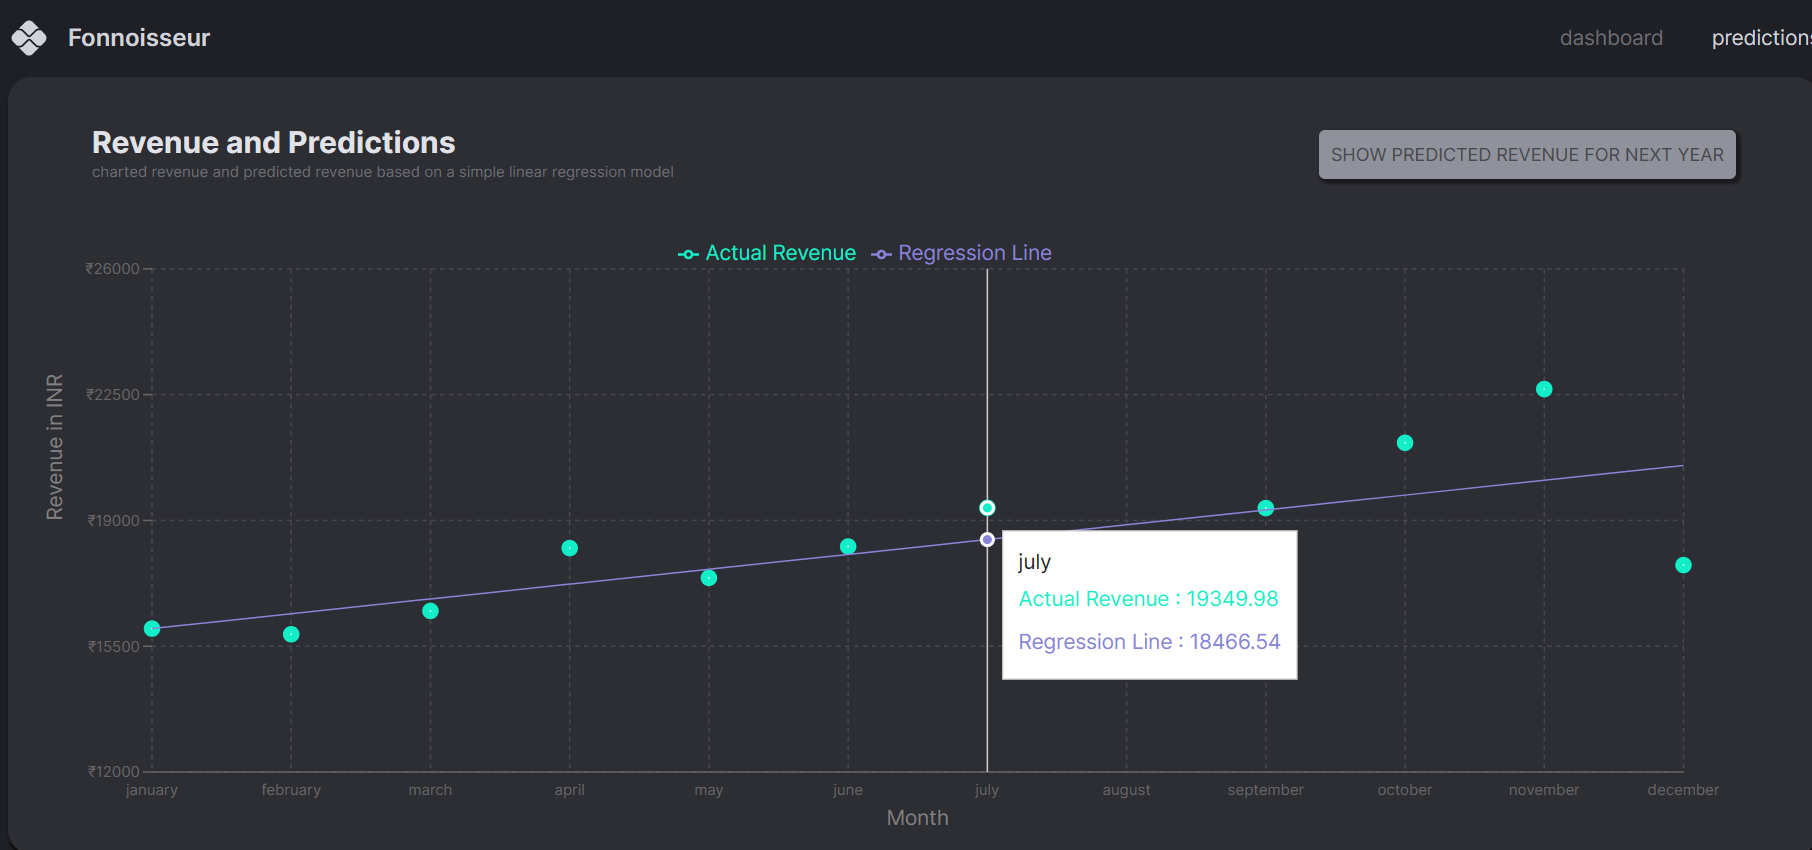 Fonnoisseur
dashboard
predictions
Revenue and Predictions
charted revenue and predicted revenue based on a simple linear regression model
SHOW PREDICTED REVENUE FOR NEXT YEAR
Actual Revenue
Regression Line
₹26000
₹22500
₹19000
₹15500
₹12000
Revenue in INR
july
Actual Revenue : 19349.98
Regression Line : 18466.54
january
february
march
april
may
june
july
august
september
october
november
december
Month